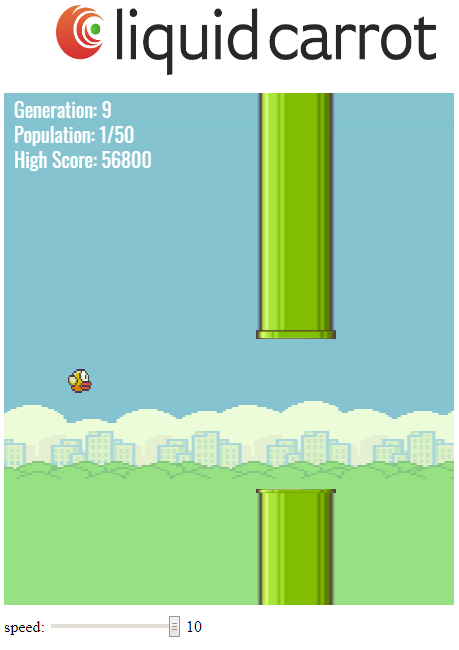 liquid carrot
Generation: 9
Population: 1/50
High Score: 56800
speed: 10